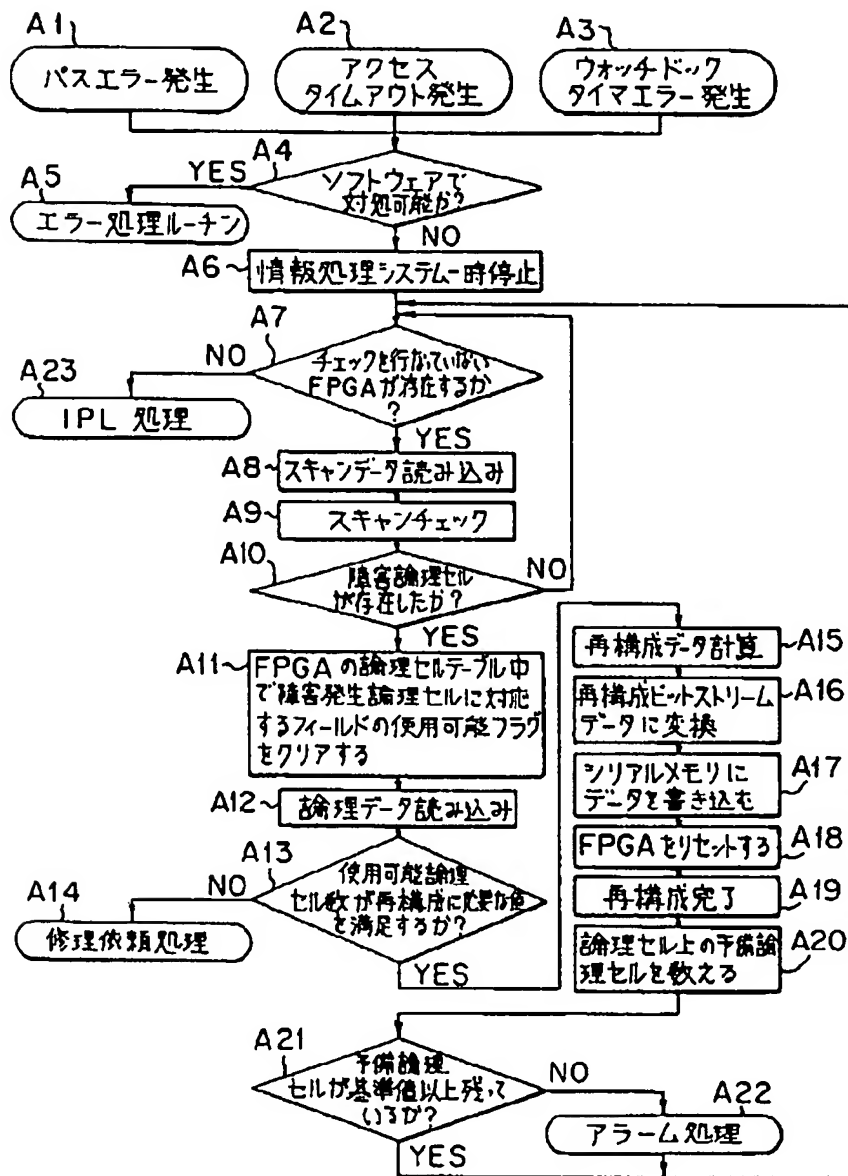 A1
パスエラー発生
A2
アクセス
タイムアウト発生
A3
ウォッチドック
タイマエラー発生
A4
ソフトウェアで
対処可能か?
YES
A5
エラー処理ルーチン
NO
A6
情報処理システム一時停止
A7
チェックを行なっていない
FPGAが存在するか
?
NO
A23
IPL 処理
YES
A8
スキャンデータ読み込み
A9
スキャンチェック
A10
障害論理セル
が存在したか?
NO
YES
A11
FPGAの論理セルテーブル中
で障害発生論理セルに対応
するフィールドの使用可能フラグ
をクリアする
A12
論理データ読み込み
A13
使用可能論理
セル数が再構成に必要な値
を満足するか?
NO
A14
修理依頼処理
YES
再構成データ計算
A15
再構成ビットストリーム
データに変換
A16
シリアルメモリに
データを書き込む
A17
FPGAをリセットする
A18
再構成完了
A19
論理セル上の予備論
理セルを数える
A20
A21
予備論理
セルが基準値以上残って
いるか?
NO
A22
アラーム処理
YES